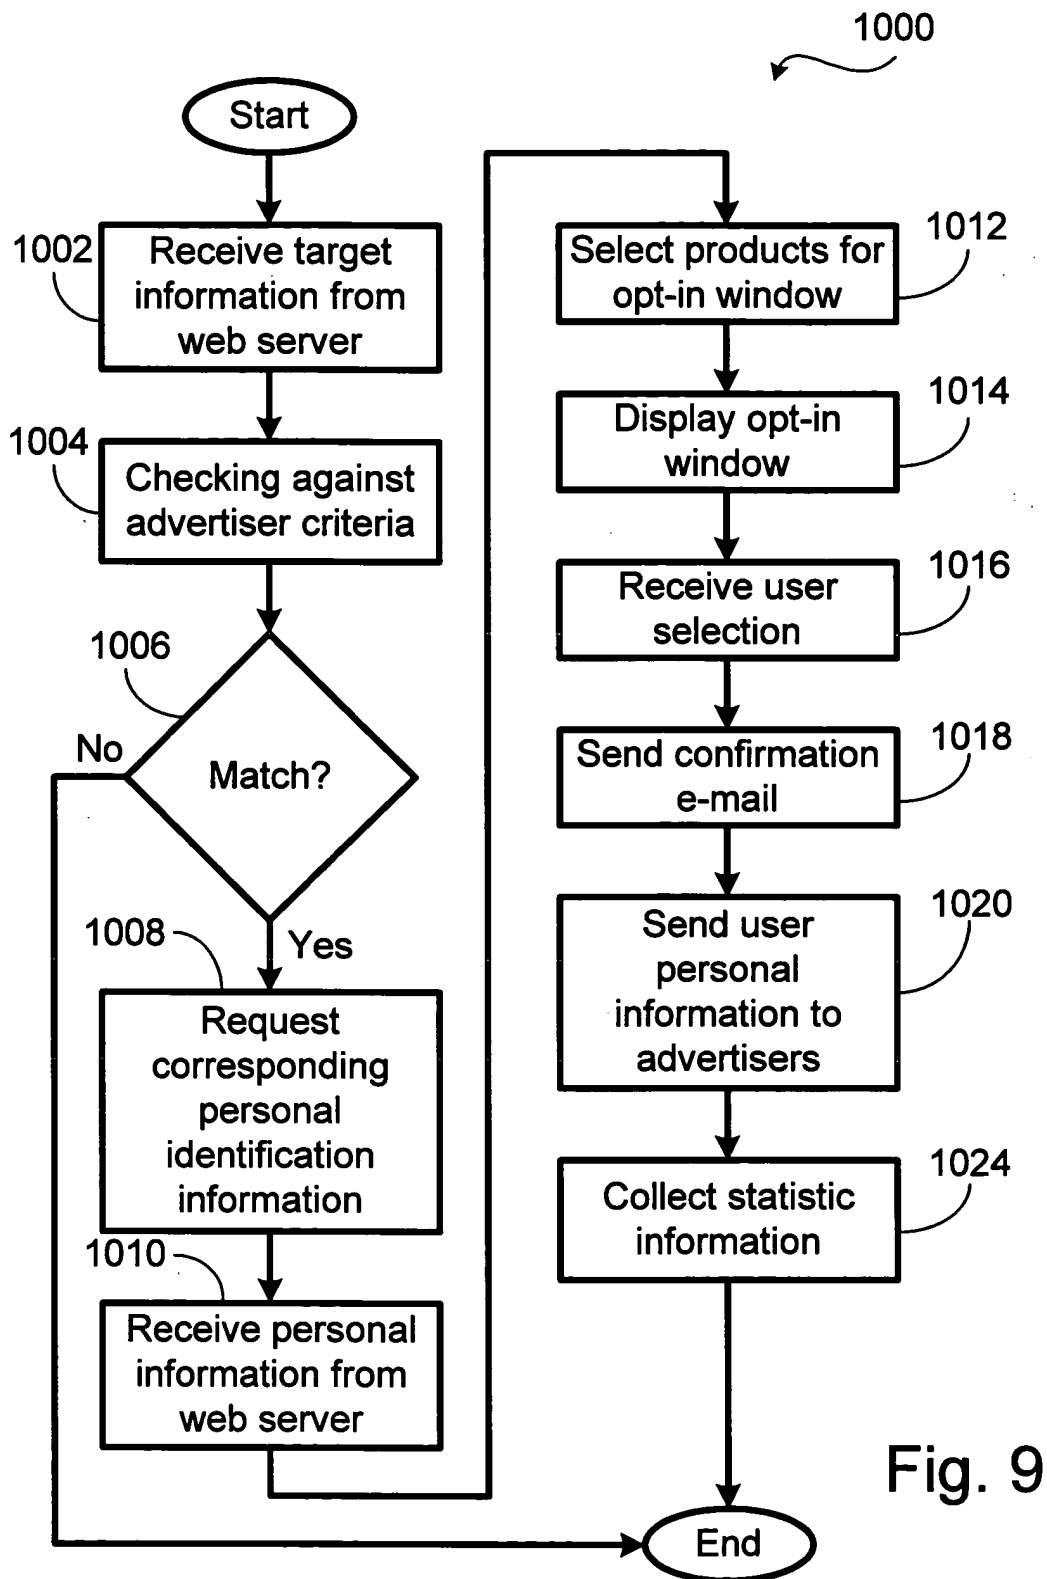 1000
Start
1002
Receive target
information from
web server
1004
Checking against
advertiser criteria
1006
No
Match?
Yes
1008
Request
corresponding
personal
identification
information
1010
Receive personal
information from
web server
1012
Select products for
opt-in window
1014
Display opt-in
window
1016
Receive user
selection
1018
Send confirmation
e-mail
1020
Send user
personal
information to
advertisers
1024
Collect statistic
information
End
Fig. 9